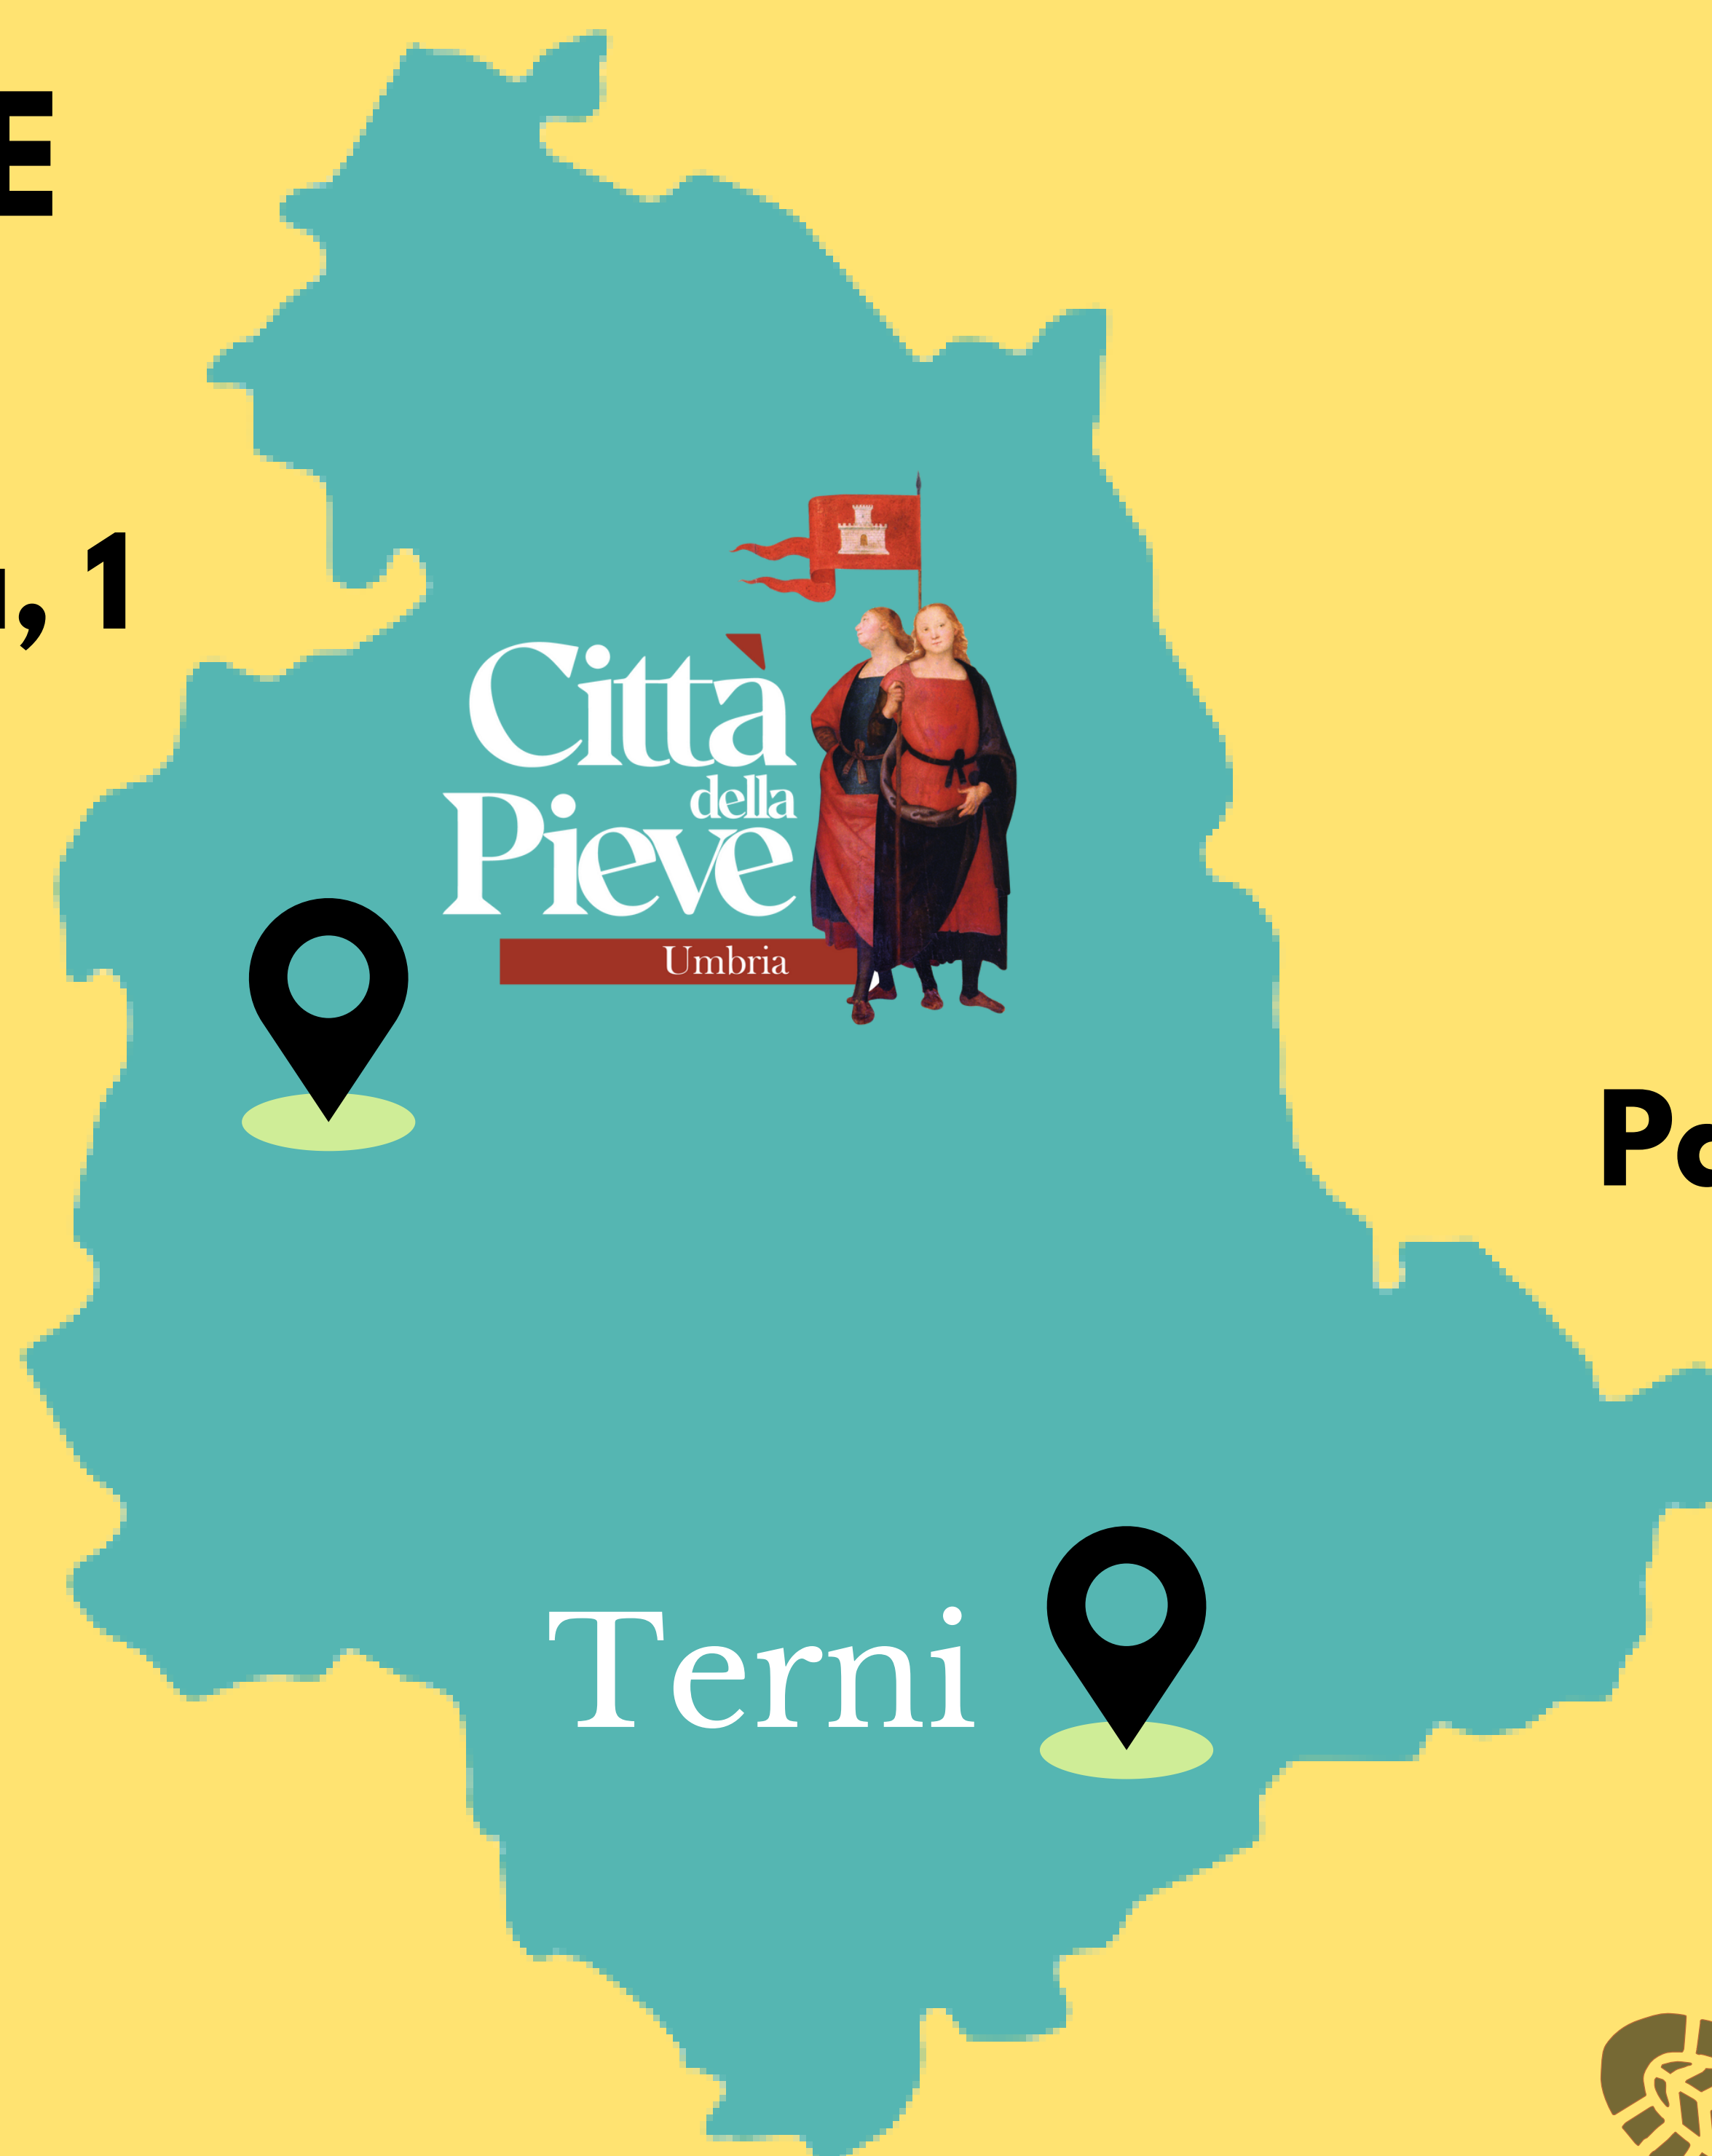 E
, 1
Città
della
Pieve
Umbria
Po
Terni